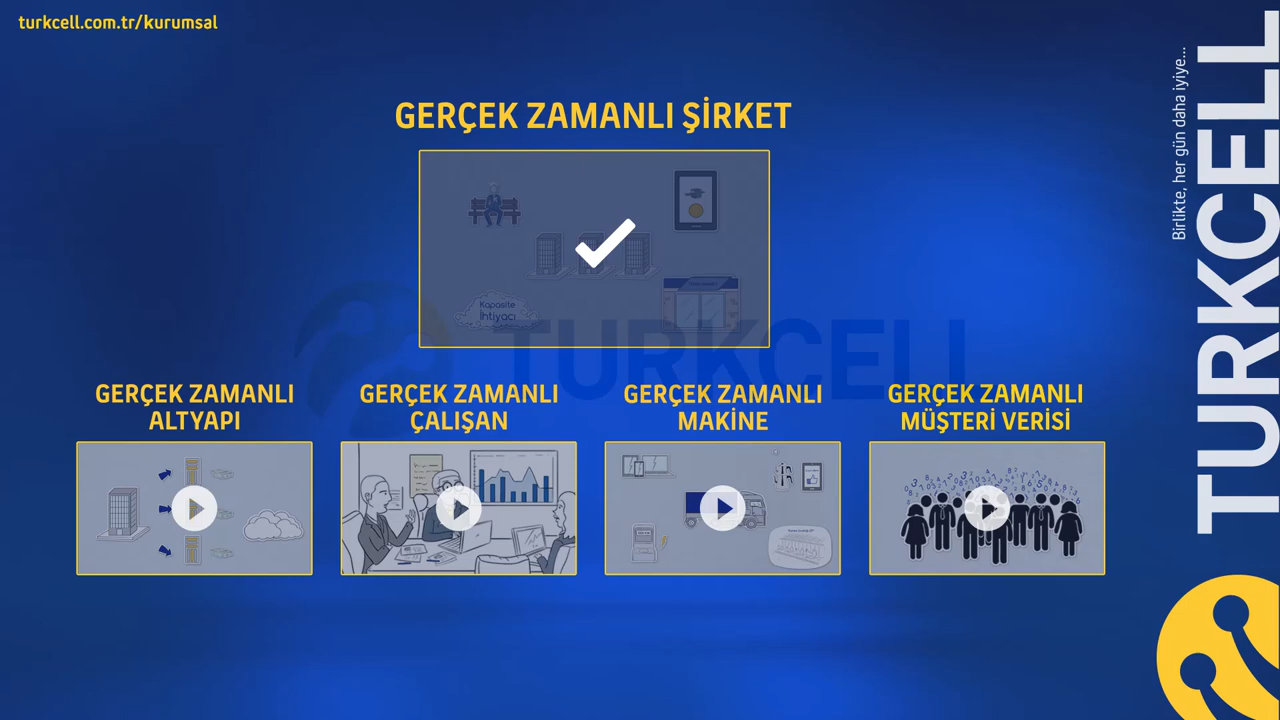 turkcell.com.tr/kurumsal
GERÇEK ZAMANLI ŞİRKET
Kapasite
İhtiyacı
TURKCELL
GERÇEK ZAMANLI
ALTYAPI
GERÇEK ZAMANLI
ÇALIŞAN
GERÇEK ZAMANLI
MAKİNE
GERÇEK ZAMANLI
MÜŞTERİ VERİSİ
Birlikte, her gün daha iyiye...
TURKCELL